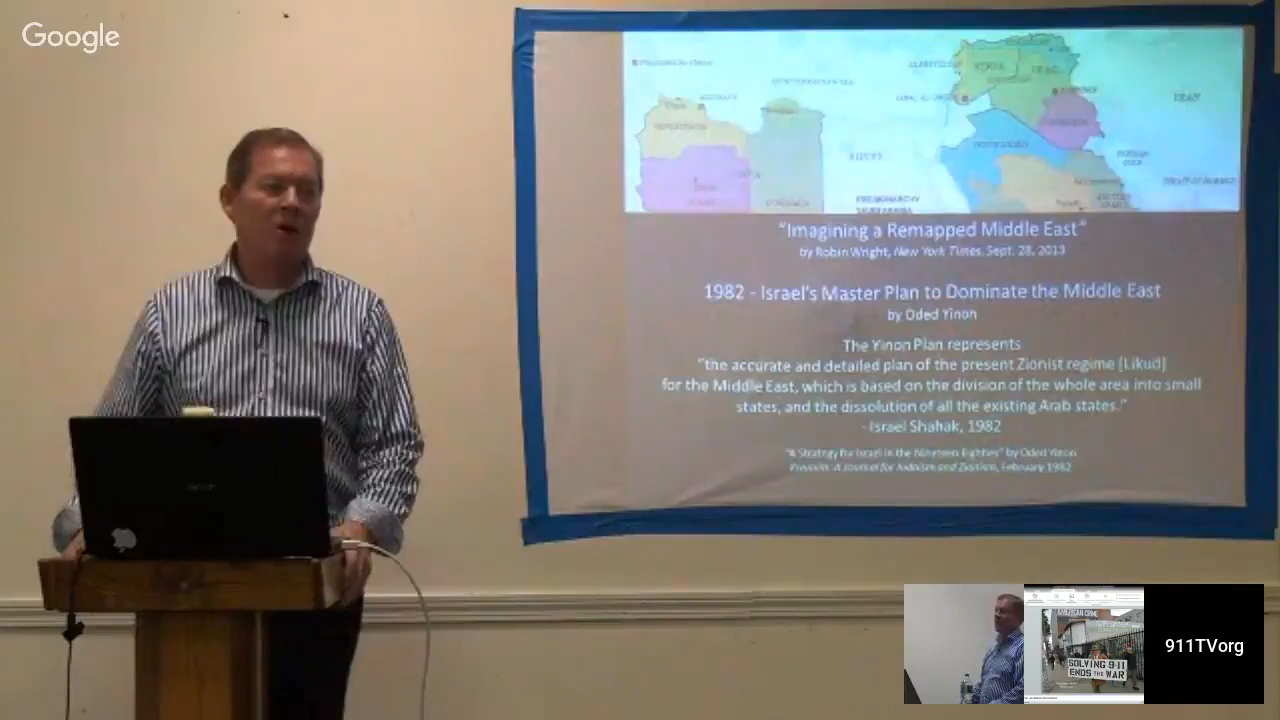 Google
SYRIA
IRAQ
IRAN
EGYPT
"Imagining a Remapped Middle East"
by Robin Wright, New York Times, Sept. 28, 2013
1982 - Israel's Master Plan to Dominate the Middle East
by Oded Yinon
The Yinon Plan represents
"the accurate and detailed plan of the present Zionist regime [Likud]
for the Middle East, which is based on the division of the whole area into small
states, and the dissolution of all the existing Arab states."
- Israel Shahak, 1982
"A Strategy for Israel in the Nineteen Eighties" by Oded Yinon
Kivunim: A Journal for Judaism and Zionism, February 1982
acer
AMERICAN CRIME
SOLVING 9-11
ENDS THE WAR
911TVorg